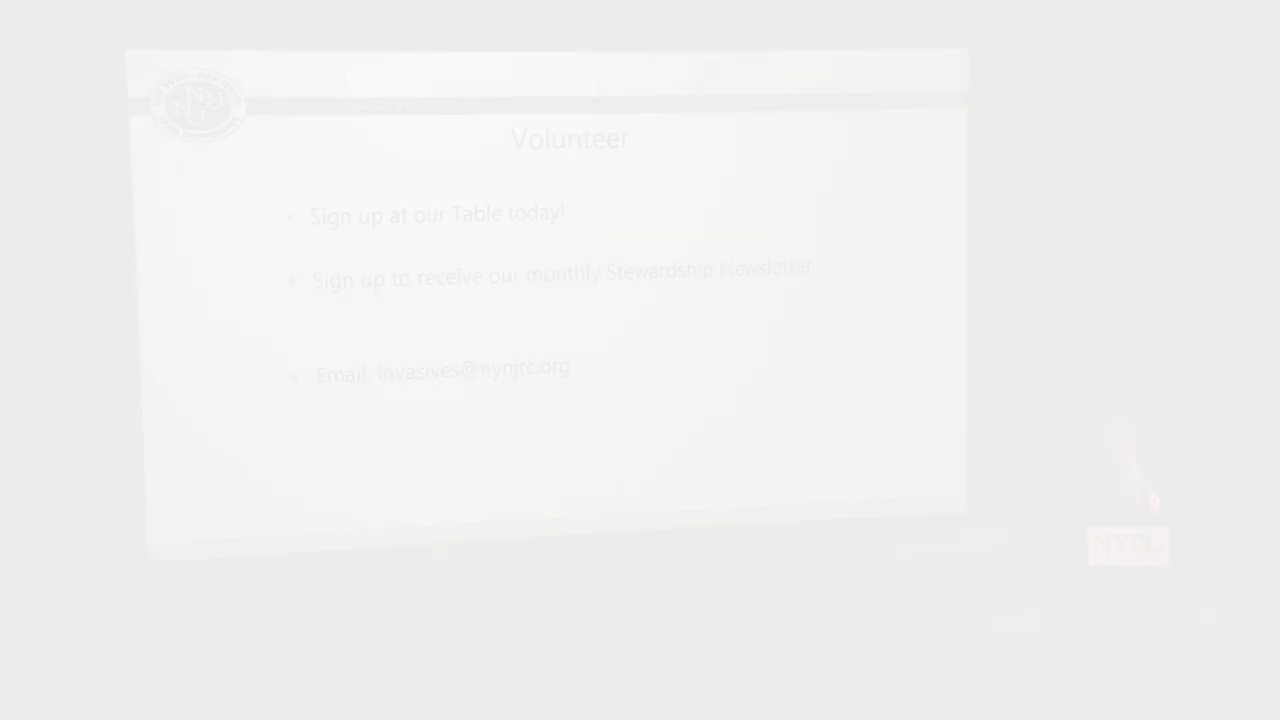 Volunteer
• Sign up at our Table today!
• Sign up to receive our monthly Stewardship Newsletter
• Email: invasives@nynjtc.org